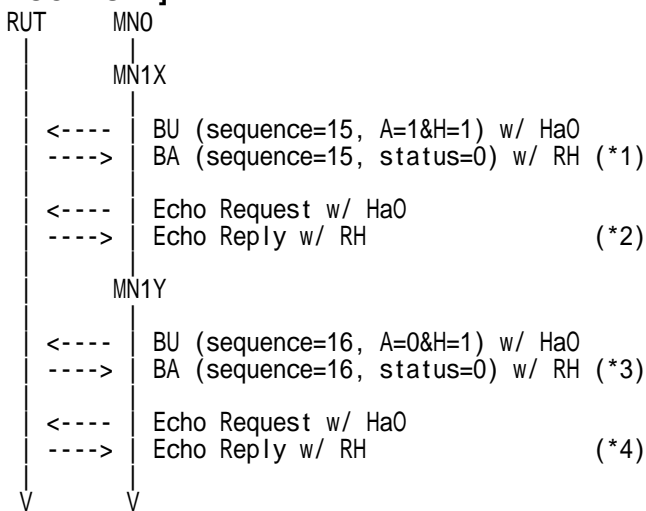 RUT MN0
MN1X
<---- BU (sequence=15, A=1&H=1) w/ HaO
----> BA (sequence=15, status=0) w/ RH (*1)
<---- Echo Request w/ HaO
----> Echo Reply w/ RH (*2)
MN1Y
<---- BU (sequence=16, A=0&H=1) w/ HaO
----> BA (sequence=16, status=0) w/ RH (*3)
<---- Echo Request w/ HaO
----> Echo Reply w/ RH (*4)
V V